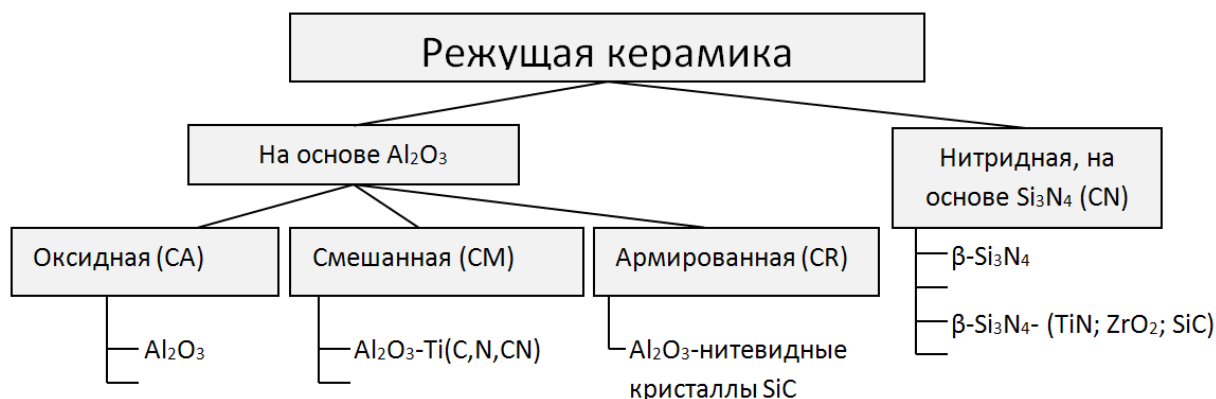 Режущая керамика
На основе Al₂O₃
Нитридная, на
основе Si₃N₄ (CN)
Оксидная (CA)
Смешанная (CM)
Армированная (CR)
β-Si₃N₄
β-Si₃N₄- (TiN; ZrO₂; SiC)
Al₂O₃
Al₂O₃-Ti(C,N,CN)
Al₂O₃-нитевидные
кристаллы SiC